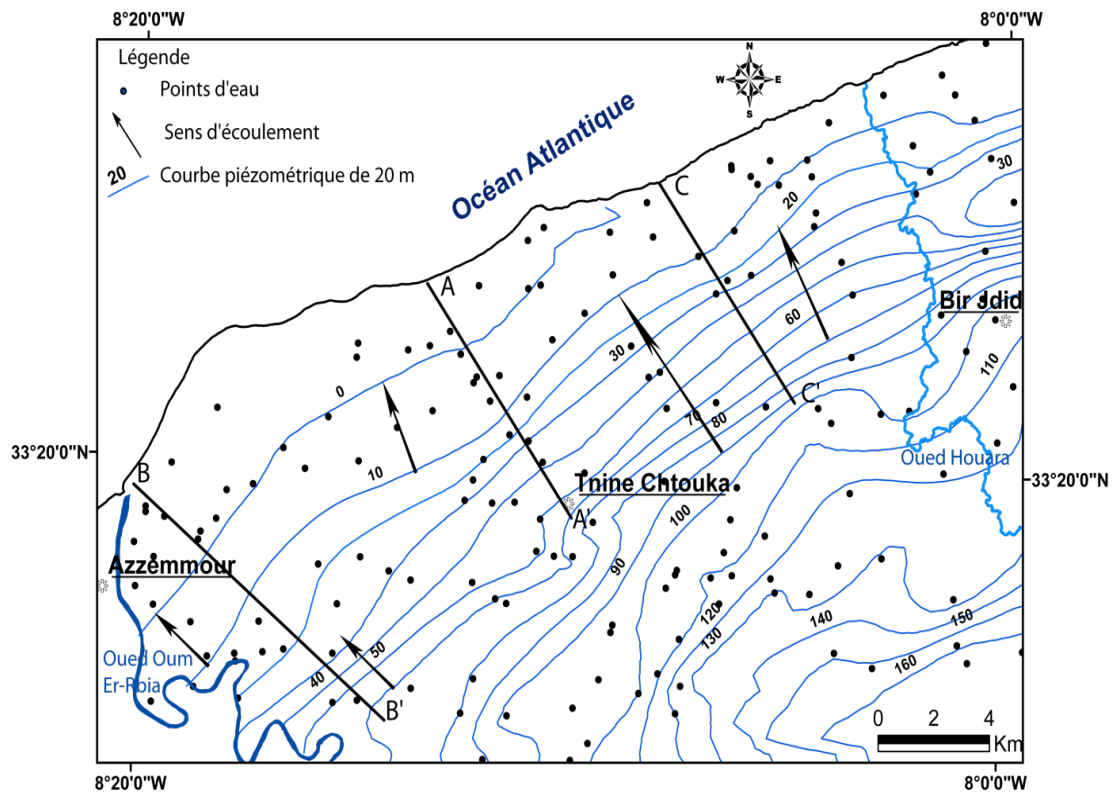 8°20'0"W
8°0'0"W
Légende
Points d'eau
Sens d'écoulement
20
Courbe piézométrique de 20 m
N
W
E
S
Océan Atlantique
C
20
30
A
Bir Jdid
60
30
110
0
C'
70
80
33°20'0"N
10
Oued Houara
B
Tnine Chtouka
33°20'0"N
A'
100
Azzemmour
90
120
140
150
130
Oued Oum
Er-Rbia
50
160
40
B'
0
2
4
Km
8°20'0"W
8°0'0"W